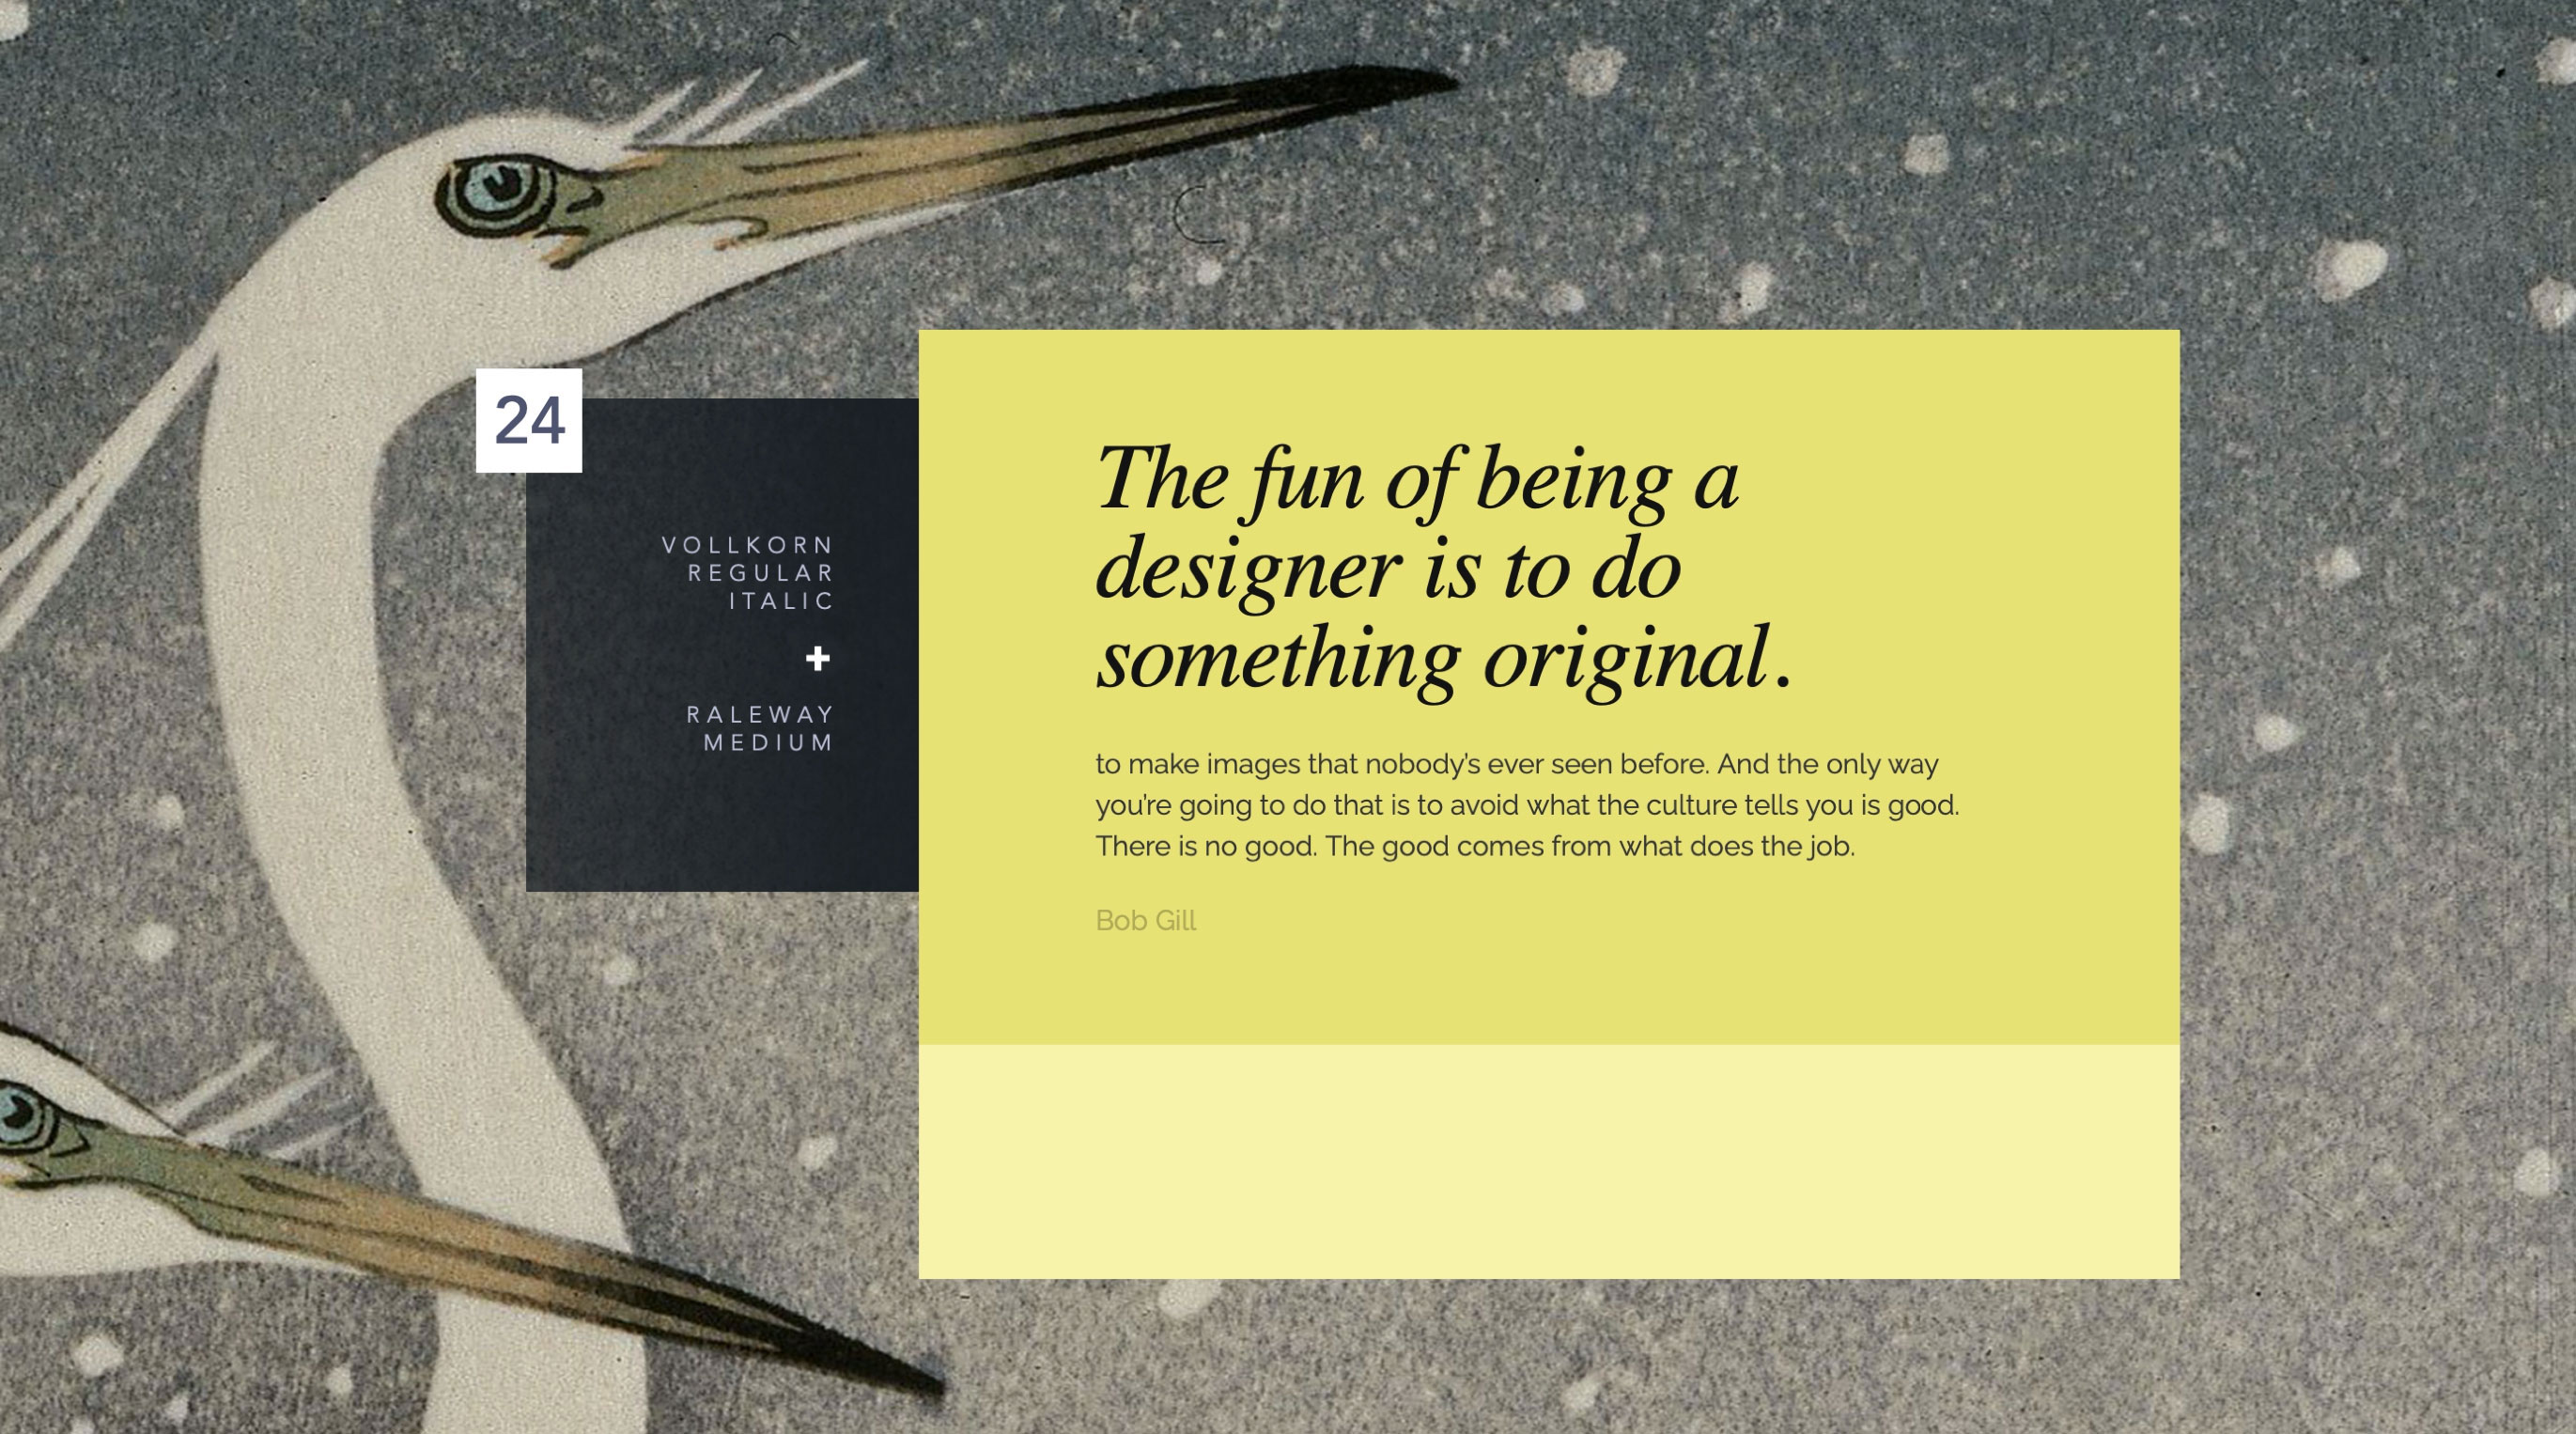 24
VOLLKORN
REGULAR
ITALIC
+
RALEWAY
MEDIUM
The fun of being a
designer is to do
something original.
to make images that nobody’s ever seen before. And the only way
you’re going to do that is to avoid what the culture tells you is good.
There is no good. The good comes from what does the job.
Bob Gill